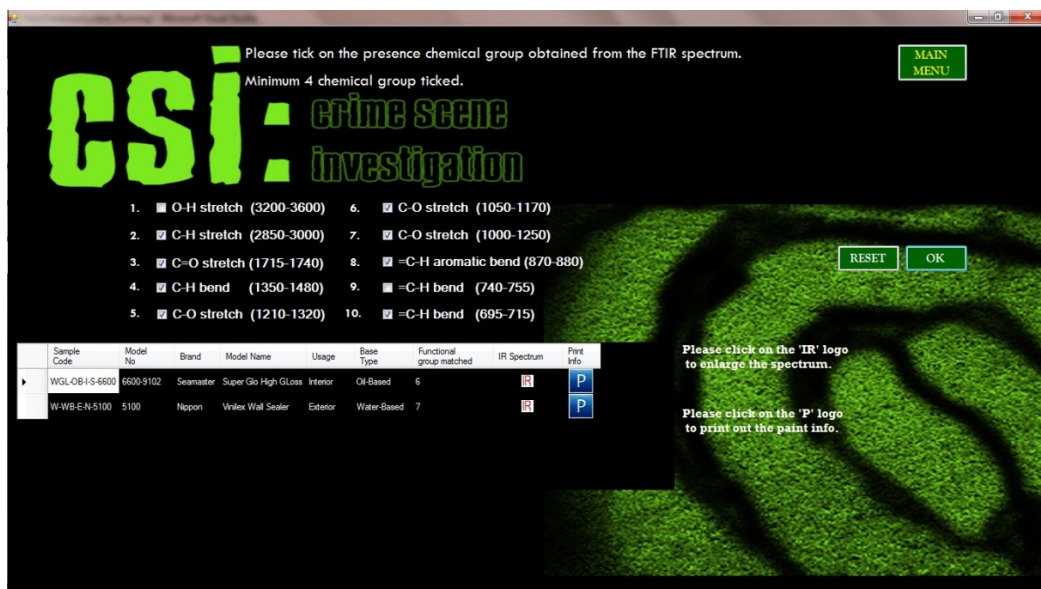 Please tick on the presence chemical group obtained from the FTIR spectrum.
Minimum 4 chemical group ticked.
MAIN
MENU
CSI:
crime scene
investigation
1. O-H stretch (3200-3600)
2. C-H stretch (2850-3000)
3. C=O stretch (1715-1740)
4. C-H bend (1350-1480)
5. C-O stretch (1210-1320)
6. C-O stretch (1050-1170)
7. C-O stretch (1000-1250)
8. =C-H aromatic bend (870-880)
9. =C-H bend (740-755)
10. =C-H bend (695-715)
RESET OK
Sample Code Model No Brand Model Name Usage Base Type Functional group matched IR Spectrum Print Info
WGL-OB-I-S-6600 6600-9102 Seamaster Super Glo High GLoss Interior Oil-Based 6 IR P
W-WB-E-N-5100 5100 Nippon Vinilex Wall Sealer Exterior Water-Based 7 IR P
Please click on the 'IR' logo
to enlarge the spectrum.
Please click on the 'P' logo
to print out the paint info.